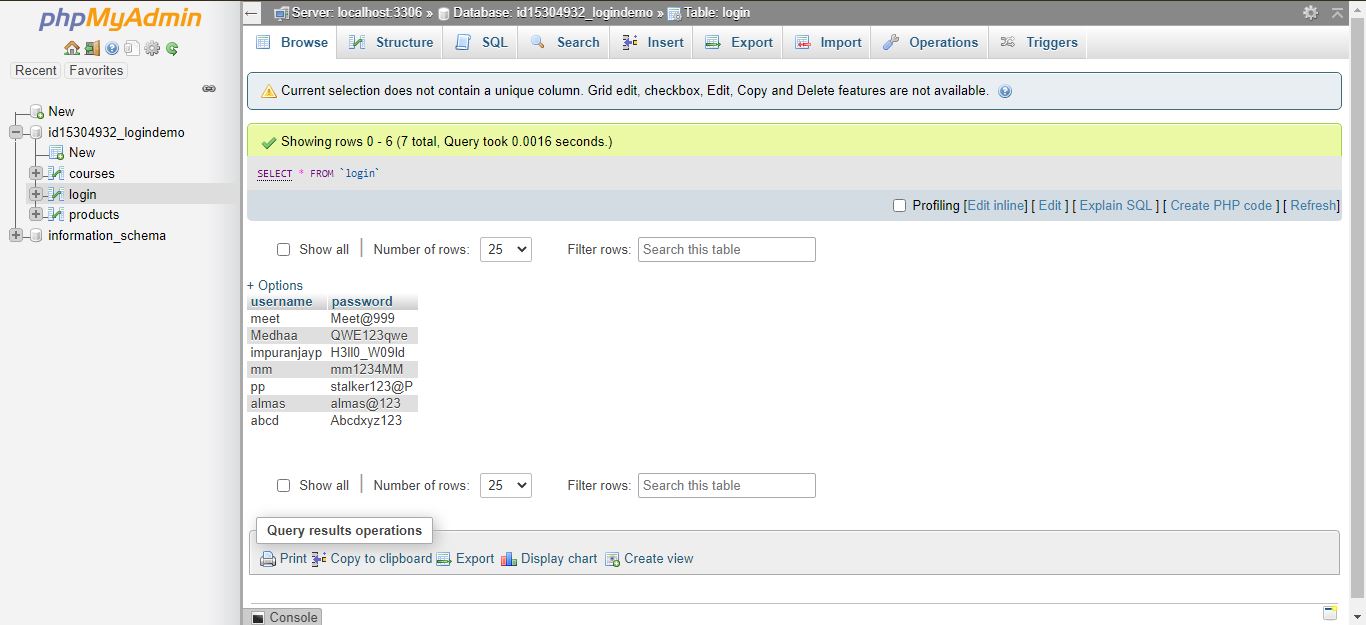 phpMyAdmin
Recent Favorites
New
id15304932_logindemo
New
courses
login
products
information_schema
Server: localhost:3306 » Database: id15304932_logindemo » Table: login
Browse Structure SQL Search Insert Export Import Operations Triggers
Current selection does not contain a unique column. Grid edit, checkbox, Edit, Copy and Delete features are not available.
Showing rows 0 - 6 (7 total, Query took 0.0016 seconds.)
SELECT * FROM `login`
Profiling [Edit inline] [ Edit ] [ Explain SQL ] [ Create PHP code ] [ Refresh]
Show all | Number of rows: 25 Filter rows: Search this table
+ Options
username password
meet Meet@999
Medhaa QWE123qwe
impuranjayp H3ll0_W09ld
mm mm1234MM
pp stalker123@P
almas almas@123
abcd Abcdxyz123
Show all | Number of rows: 25 Filter rows: Search this table
Query results operations
Print Copy to clipboard Export Display chart Create view
Console